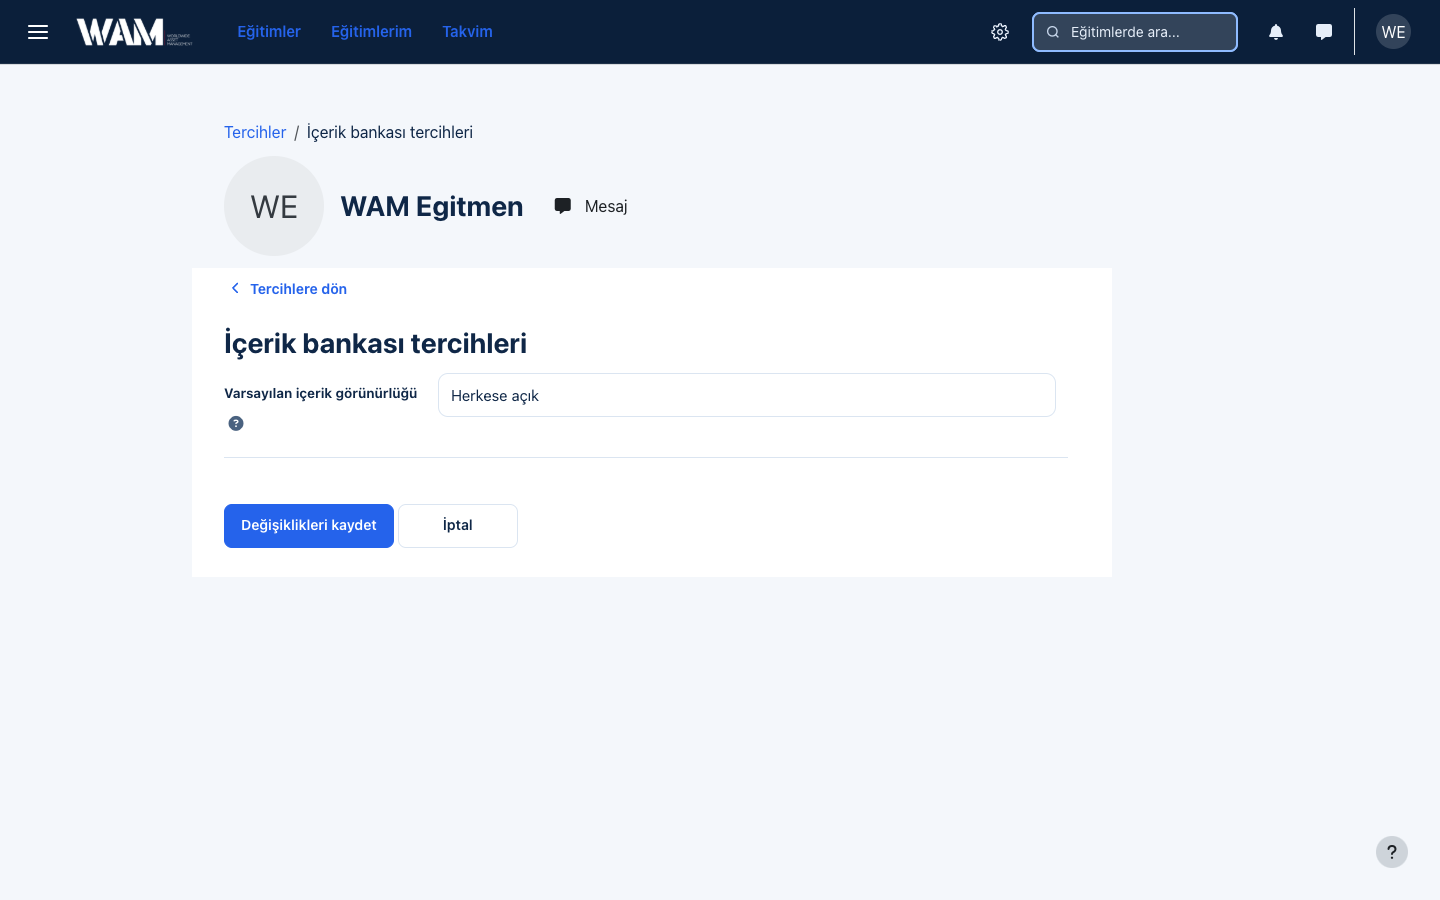 WAM
Eğitimler
Eğitimlerim
Takvim
Eğitimlerde ara...
WE
Tercihler / İçerik bankası tercihleri
WE
WAM Egitmen
Mesaj
Tercihlere dön
İçerik bankası tercihleri
Varsayılan içerik görünürlüğü
Herkese açık
?
Değişiklikleri kaydet
İptal
?